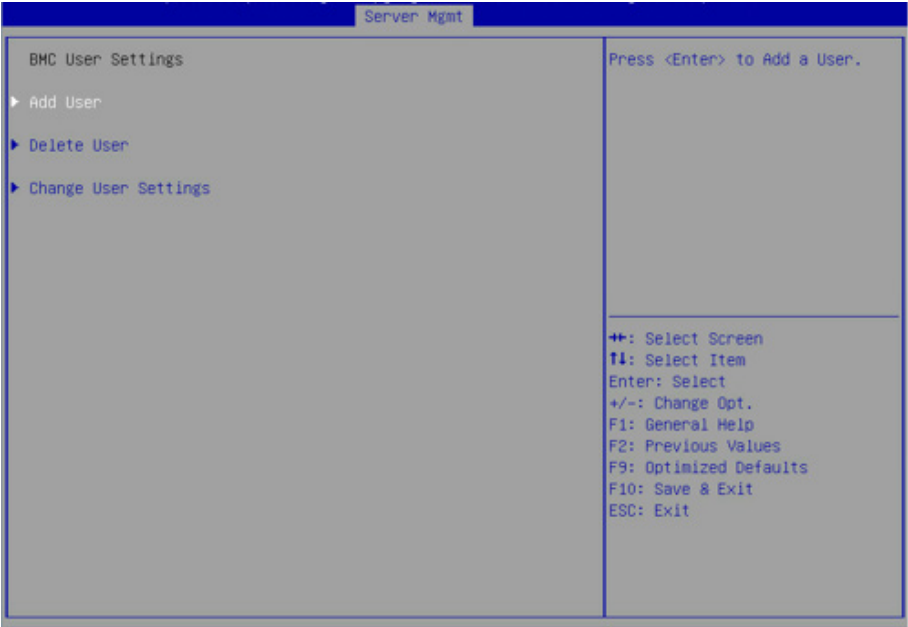 Server Mgmt
BMC User Settings
Add User
Delete User
Change User Settings
Press <Enter> to Add a User.
→←: Select Screen
↑↓: Select Item
Enter: Select
+/-: Change Opt.
F1: General Help
F2: Previous Values
F9: Optimized Defaults
F10: Save & Exit
ESC: Exit